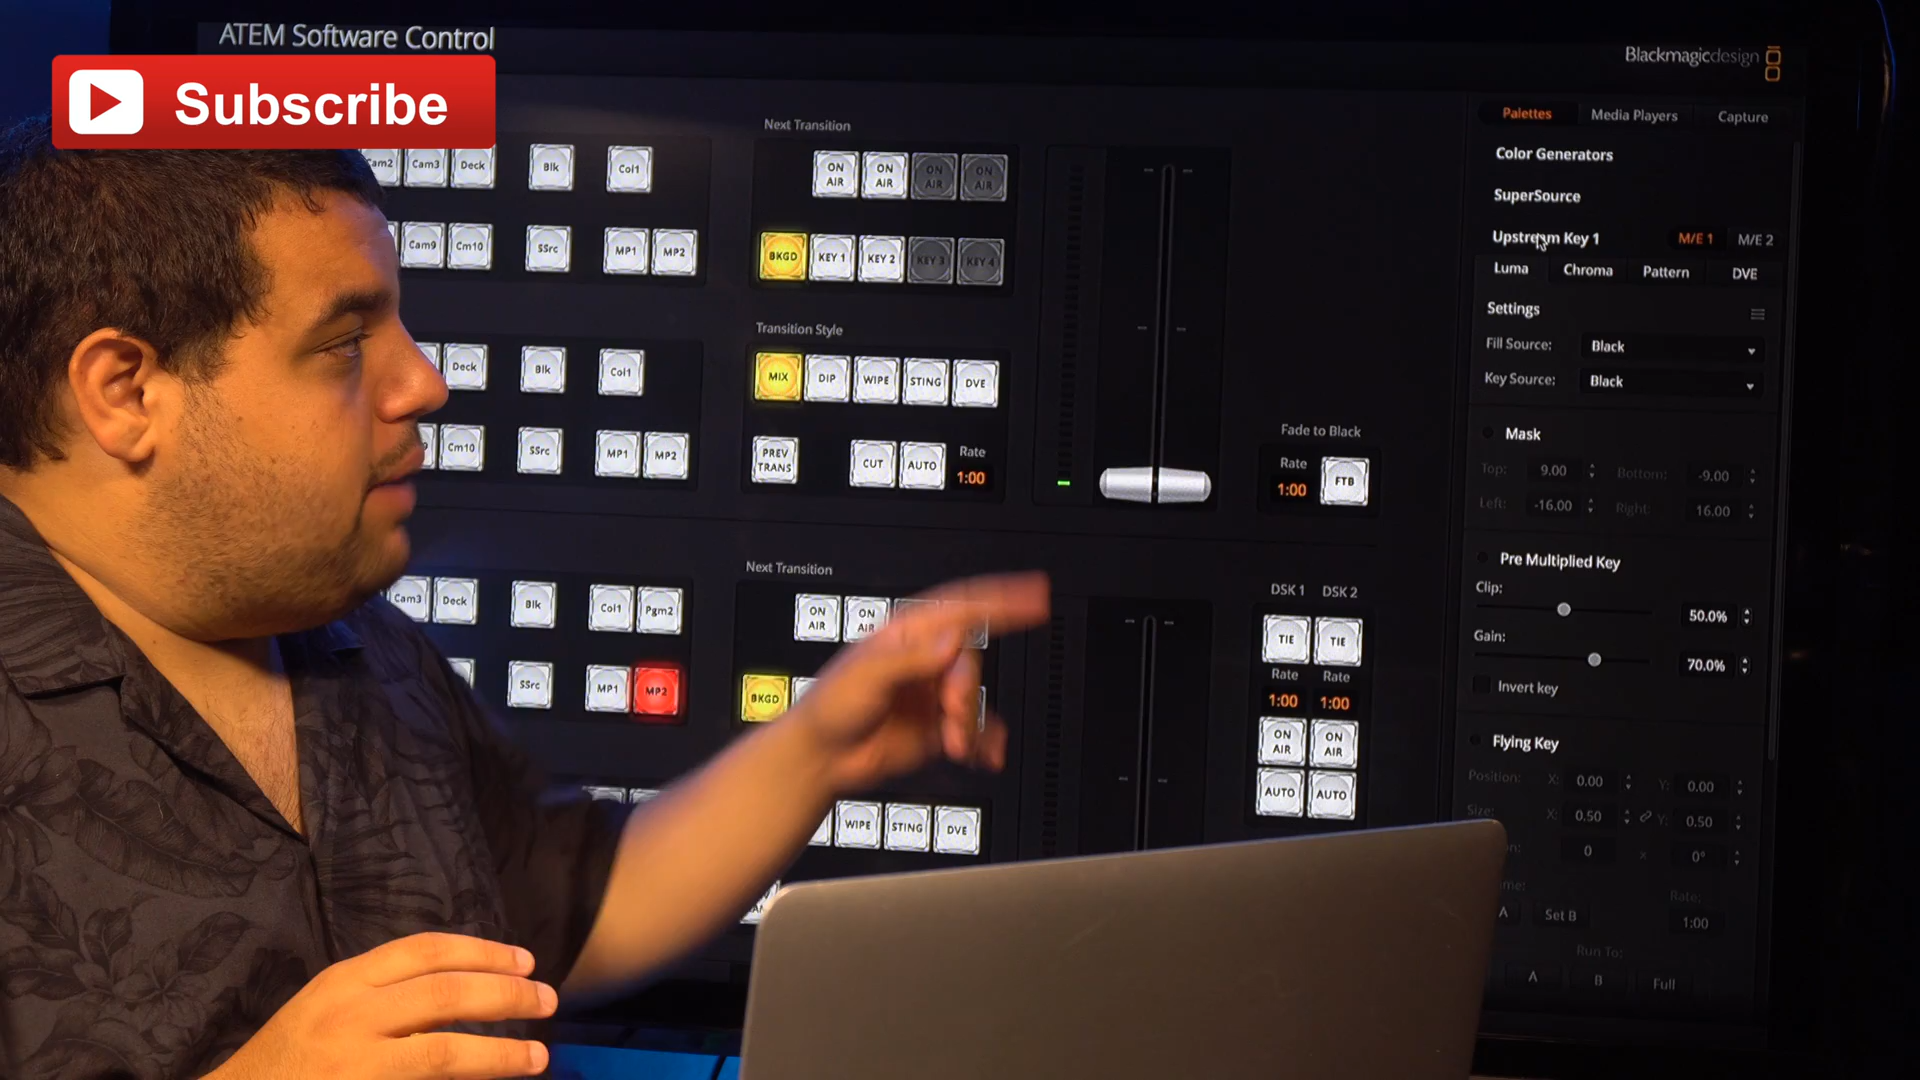 ATEM Software Control
Blackmagicdesign
Subscribe
Palettes Media Players Capture
Next Transition
Color Generators
Cam2 Cam3 Deck Blk Col1
ON AIR ON AIR ON AIR ON AIR
SuperSource
Upstream Key 1 M/E 1 M/E 2
Cam9 Cm10 SSrc MP1 MP2
BKGD KEY 1 KEY 2 KEY 3 KEY 4
Luma Chroma Pattern DVE
Settings
Transition Style
Fill Source: Black
Deck Blk Col1
MIX DIP WIPE STING DVE
Key Source: Black
Fade to Black
Mask
Cm10 SSrc MP1 MP2
PREV TRANS CUT AUTO Rate 1:00
Rate 1:00 FTB
Top: 9.00 Bottom: -9.00
Left: -16.00 Right: 16.00
Next Transition
Pre Multiplied Key
DSK 1 DSK 2
Clip: 50.0%
Cam3 Deck Blk Col1 Pgm2
ON AIR ON AIR
TIE TIE
Gain: 70.0%
SSrc MP1 MP2
BKGD
Rate Rate
1:00 1:00
Invert key
ON AIR ON AIR
Flying Key
AUTO AUTO
Position: X: 0.00 Y: 0.00
WIPE STING DVE
Size: X: 0.50 Y: 0.50
0 x 0°
Rate:
A Set B 1:00
Run To:
A B Full